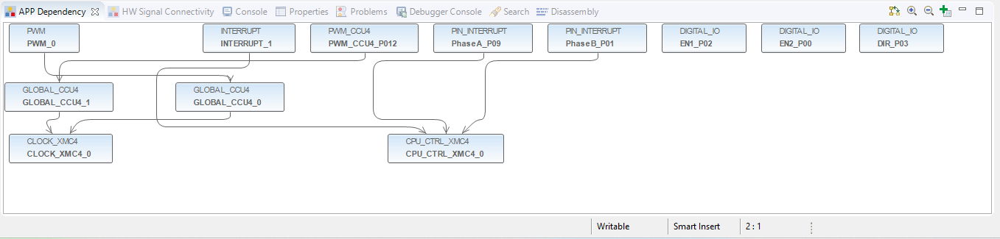 APP Dependency HW Signal Connectivity Console Properties Problems Debugger Console Search Disassembly
PWM
PWM_0
INTERRUPT
INTERRUPT_1
PWM_CCU4
PWM_CCU4_P012
PIN_INTERRUPT
PhaseA_P09
PIN_INTERRUPT
PhaseB_P01
DIGITAL_IO
EN1_P02
DIGITAL_IO
EN2_P00
DIGITAL_IO
DIR_P03
GLOBAL_CCU4
GLOBAL_CCU4_1
GLOBAL_CCU4
GLOBAL_CCU4_0
CLOCK_XMC4
CLOCK_XMC4_0
CPU_CTRL_XMC4
CPU_CTRL_XMC4_0
Writable Smart Insert 2 : 1